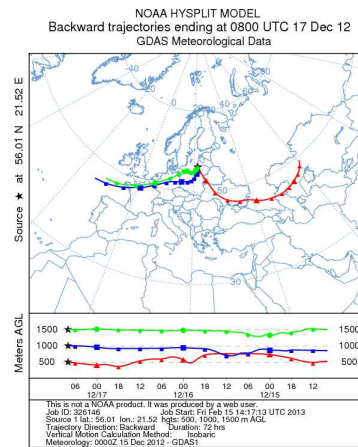 NOAA HYSPLIT MODEL
Backward trajectories ending at 0800 UTC 17 Dec 12
GDAS Meteorological Data
Source ★ at 56.01 N 21.52 E
Meters AGL
1500 1500
1000 1000
500 500
06 00 18 12 06 00 18 12 06 00 18 12
12/17 12/16 12/15
This is not a NOAA product. It was produced by a web user.
Job ID: 326146 Job Start: Fri Feb 15 14:17:13 UTC 2013
Source 1 lat.: 56.01 lon.: 21.52 hgts: 500, 1000, 1500 m AGL
Trajectory Direction: Backward Duration: 72 hrs
Vertical Motion Calculation Method: Isobaric
Meteorology: 0000Z 15 Dec 2012 - GDAS1